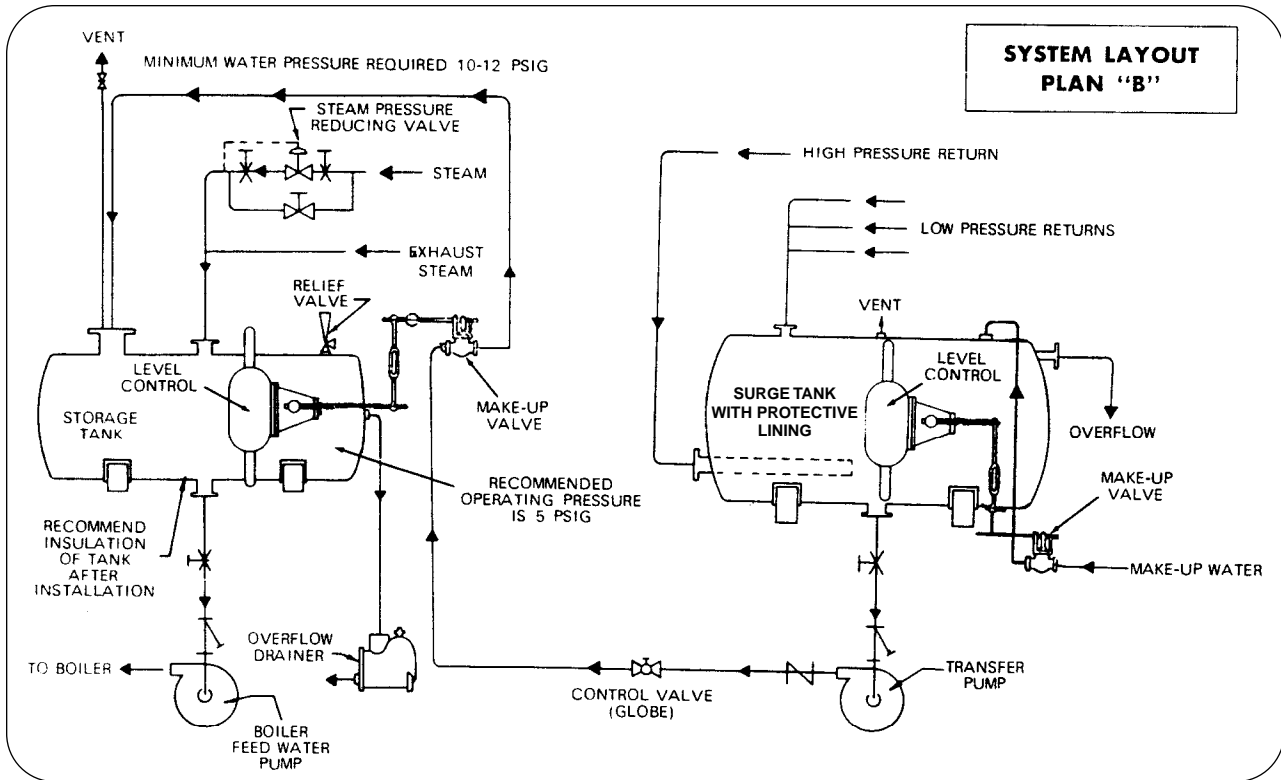 SYSTEM LAYOUT
PLAN "B"
VENT
MINIMUM WATER PRESSURE REQUIRED 10-12 PSIG
STEAM PRESSURE
REDUCING VALVE
STEAM
EXHAUST
STEAM
RELIEF
VALVE
LEVEL
CONTROL
STORAGE
TANK
MAKE-UP
VALVE
RECOMMENDED
OPERATING PRESSURE
IS 5 PSIG
RECOMMEND
INSULATION
OF TANK
AFTER
INSTALLATION
OVERFLOW
DRAINER
TO BOILER
BOILER
FEED WATER
PUMP
CONTROL VALVE
(GLOBE)
HIGH PRESSURE RETURN
LOW PRESSURE RETURNS
VENT
LEVEL
CONTROL
SURGE TANK
WITH PROTECTIVE
LINING
OVERFLOW
MAKE-UP
VALVE
MAKE-UP WATER
TRANSFER
PUMP